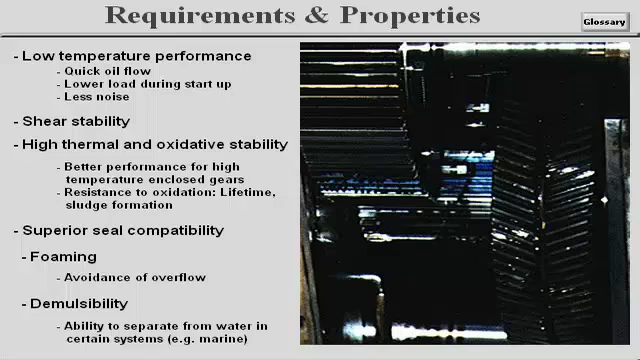 Requirements & Properties
Glossary
- Low temperature performance
- Quick oil flow
- Lower load during start up
- Less noise
- Shear stability
- High thermal and oxidative stability
- Better performance for high
temperature enclosed gears
- Resistance to oxidation: Lifetime,
sludge formation
- Superior seal compatibility
- Foaming
- Avoidance of overflow
- Demulsibility
- Ability to separate from water in
certain systems (e.g. marine)